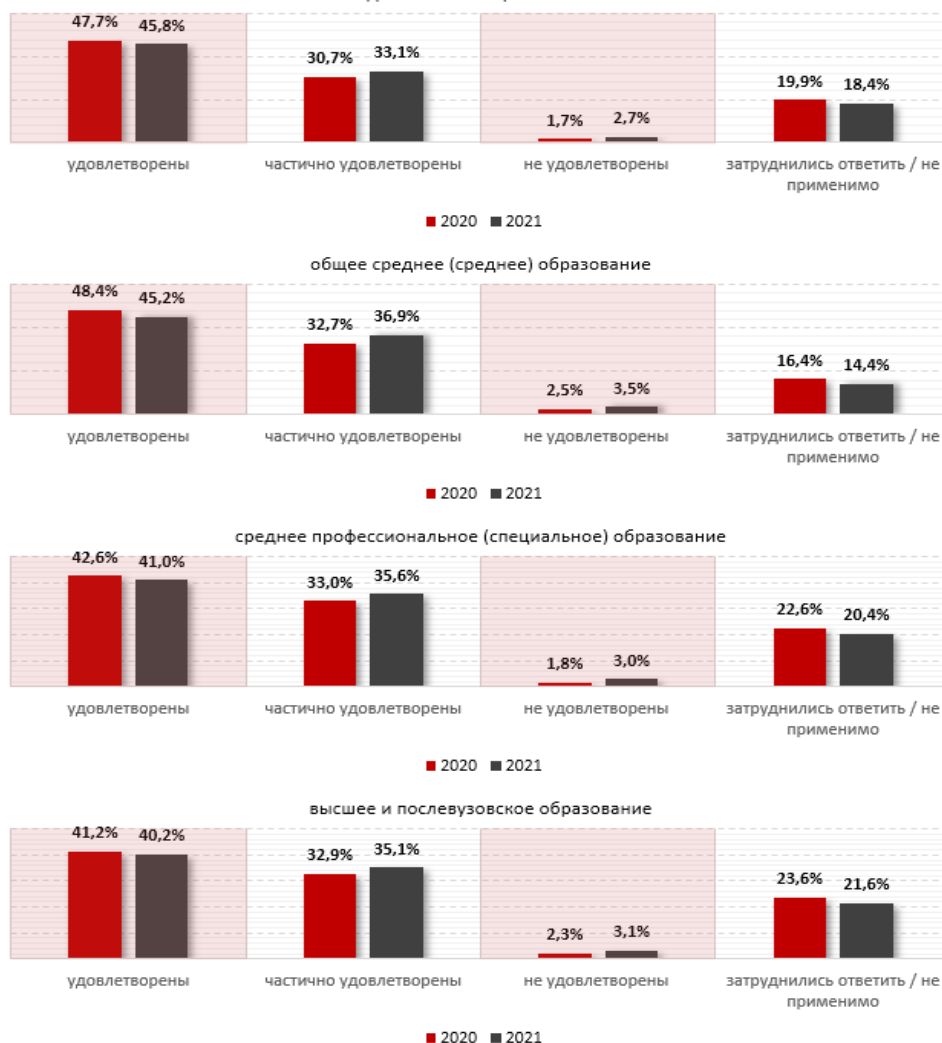 47,7% 45,8% 30,7% 33,1% 1,7% 2,7% 19,9% 18,4%
удовлетворены частично удовлетворены не удовлетворены затруднились ответить / не
применимо
2020 2021
общее среднее (среднее) образование
48,4% 45,2% 32,7% 36,9% 2,5% 3,5% 16,4% 14,4%
удовлетворены частично удовлетворены не удовлетворены затруднились ответить / не
применимо
2020 2021
среднее профессиональное (специальное) образование
42,6% 41,0% 33,0% 35,6% 1,8% 3,0% 22,6% 20,4%
удовлетворены частично удовлетворены не удовлетворены затруднились ответить / не
применимо
2020 2021
высшее и послевузовское образование
41,2% 40,2% 32,9% 35,1% 2,3% 3,1% 23,6% 21,6%
удовлетворены частично удовлетворены не удовлетворены затруднились ответить / не
применимо
2020 2021